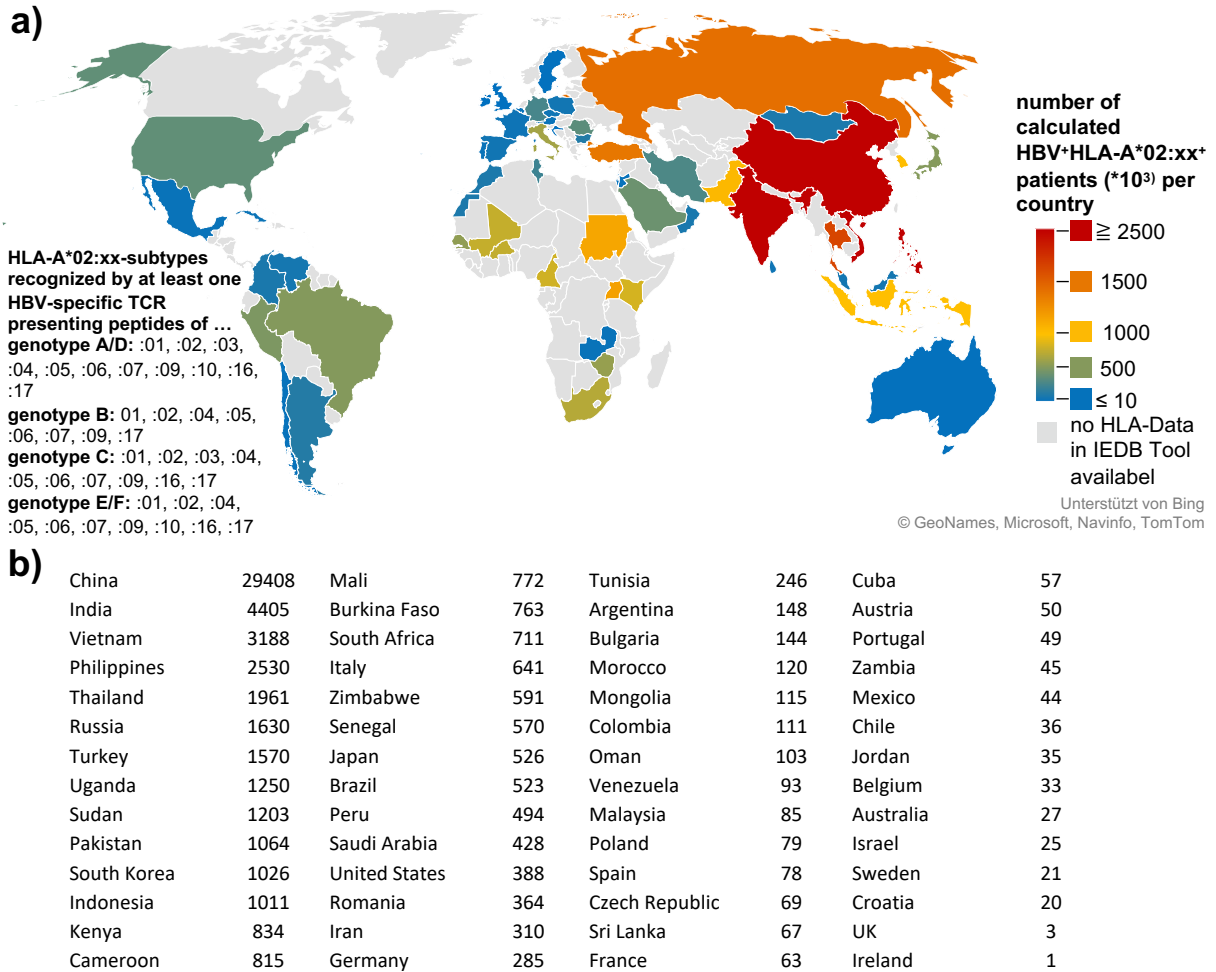 a)
number of
calculated
HBV⁺HLA-A*02:xx⁺
patients (*10³) per
country
≧ 2500
1500
1000
500
≤ 10
no HLA-Data
in IEDB Tool
availabel
HLA-A*02:xx-subtypes
recognized by at least one
HBV-specific TCR
presenting peptides of ...
genotype A/D: :01, :02, :03,
:04, :05, :06, :07, :09, :10, :16,
:17
genotype B: 01, :02, :04, :05,
:06, :07, :09, :17
genotype C: :01, :02, :03, :04,
:05, :06, :07, :09, :16, :17
genotype E/F: :01, :02, :04,
:05, :06, :07, :09, :10, :16, :17
Unterstützt von Bing
© GeoNames, Microsoft, Navinfo, TomTom
b)
China 29408 Mali 772 Tunisia 246 Cuba 57
India 4405 Burkina Faso 763 Argentina 148 Austria 50
Vietnam 3188 South Africa 711 Bulgaria 144 Portugal 49
Philippines 2530 Italy 641 Morocco 120 Zambia 45
Thailand 1961 Zimbabwe 591 Mongolia 115 Mexico 44
Russia 1630 Senegal 570 Colombia 111 Chile 36
Turkey 1570 Japan 526 Oman 103 Jordan 35
Uganda 1250 Brazil 523 Venezuela 93 Belgium 33
Sudan 1203 Peru 494 Malaysia 85 Australia 27
Pakistan 1064 Saudi Arabia 428 Poland 79 Israel 25
South Korea 1026 United States 388 Spain 78 Sweden 21
Indonesia 1011 Romania 364 Czech Republic 69 Croatia 20
Kenya 834 Iran 310 Sri Lanka 67 UK 3
Cameroon 815 Germany 285 France 63 Ireland 1